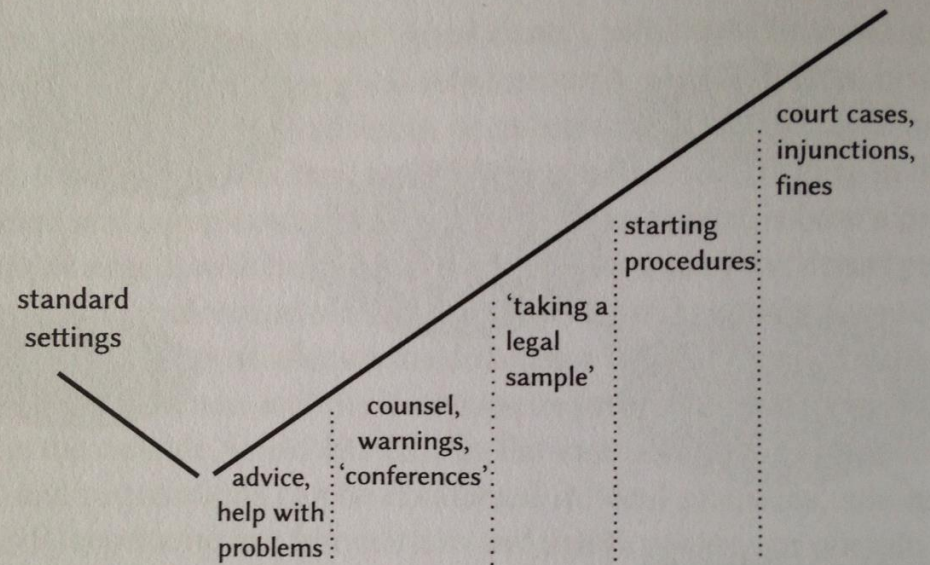 standard
settings
advice,
help with
problems
counsel,
warnings,
‘conferences’
‘taking a
legal
sample’
starting
procedures
court cases,
injunctions,
fines